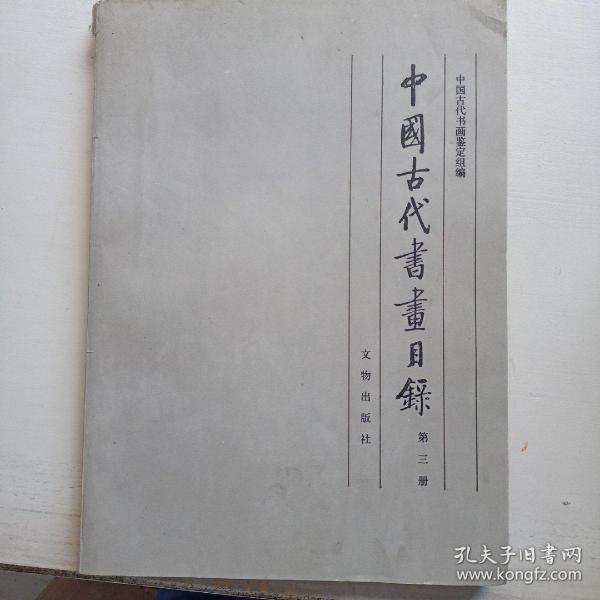 中国古代书画鉴定组编
中國古代書畫目錄
第三册
文物出版社
孔夫子旧書网
www.kongfz.com